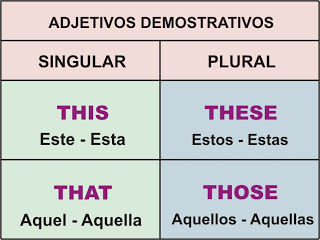 ADJETIVOS DEMOSTRATIVOS
SINGULAR
PLURAL
THIS
Este - Esta
THESE
Estos - Estas
THAT
Aquel - Aquella
THOSE
Aquellos - Aquellas